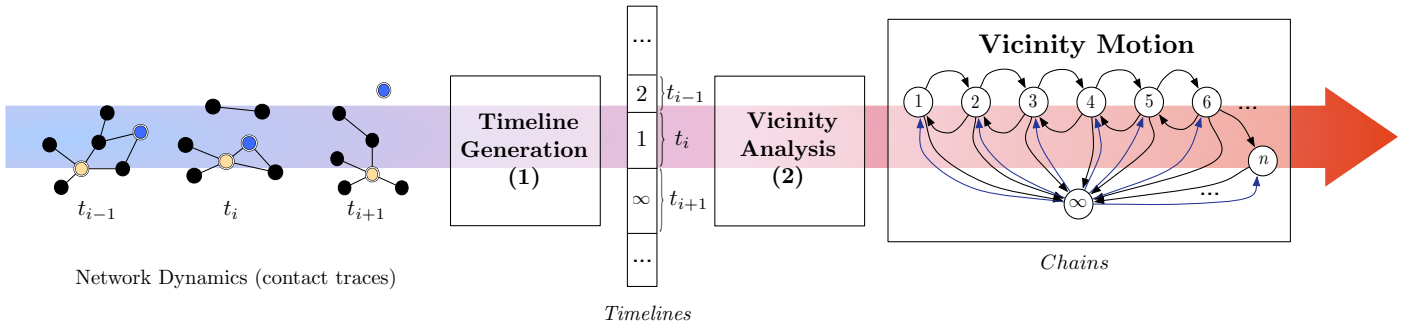 t_{i−1}
t_i
t_{i+1}
Network Dynamics (contact traces)
Timeline
Generation
(1)
...
2
t_{i−1}
1
t_i
∞
t_{i+1}
...
Timelines
Vicinity
Analysis
(2)
Vicinity Motion
1 2 3 4 5 6 ...
n
...
∞
Chains